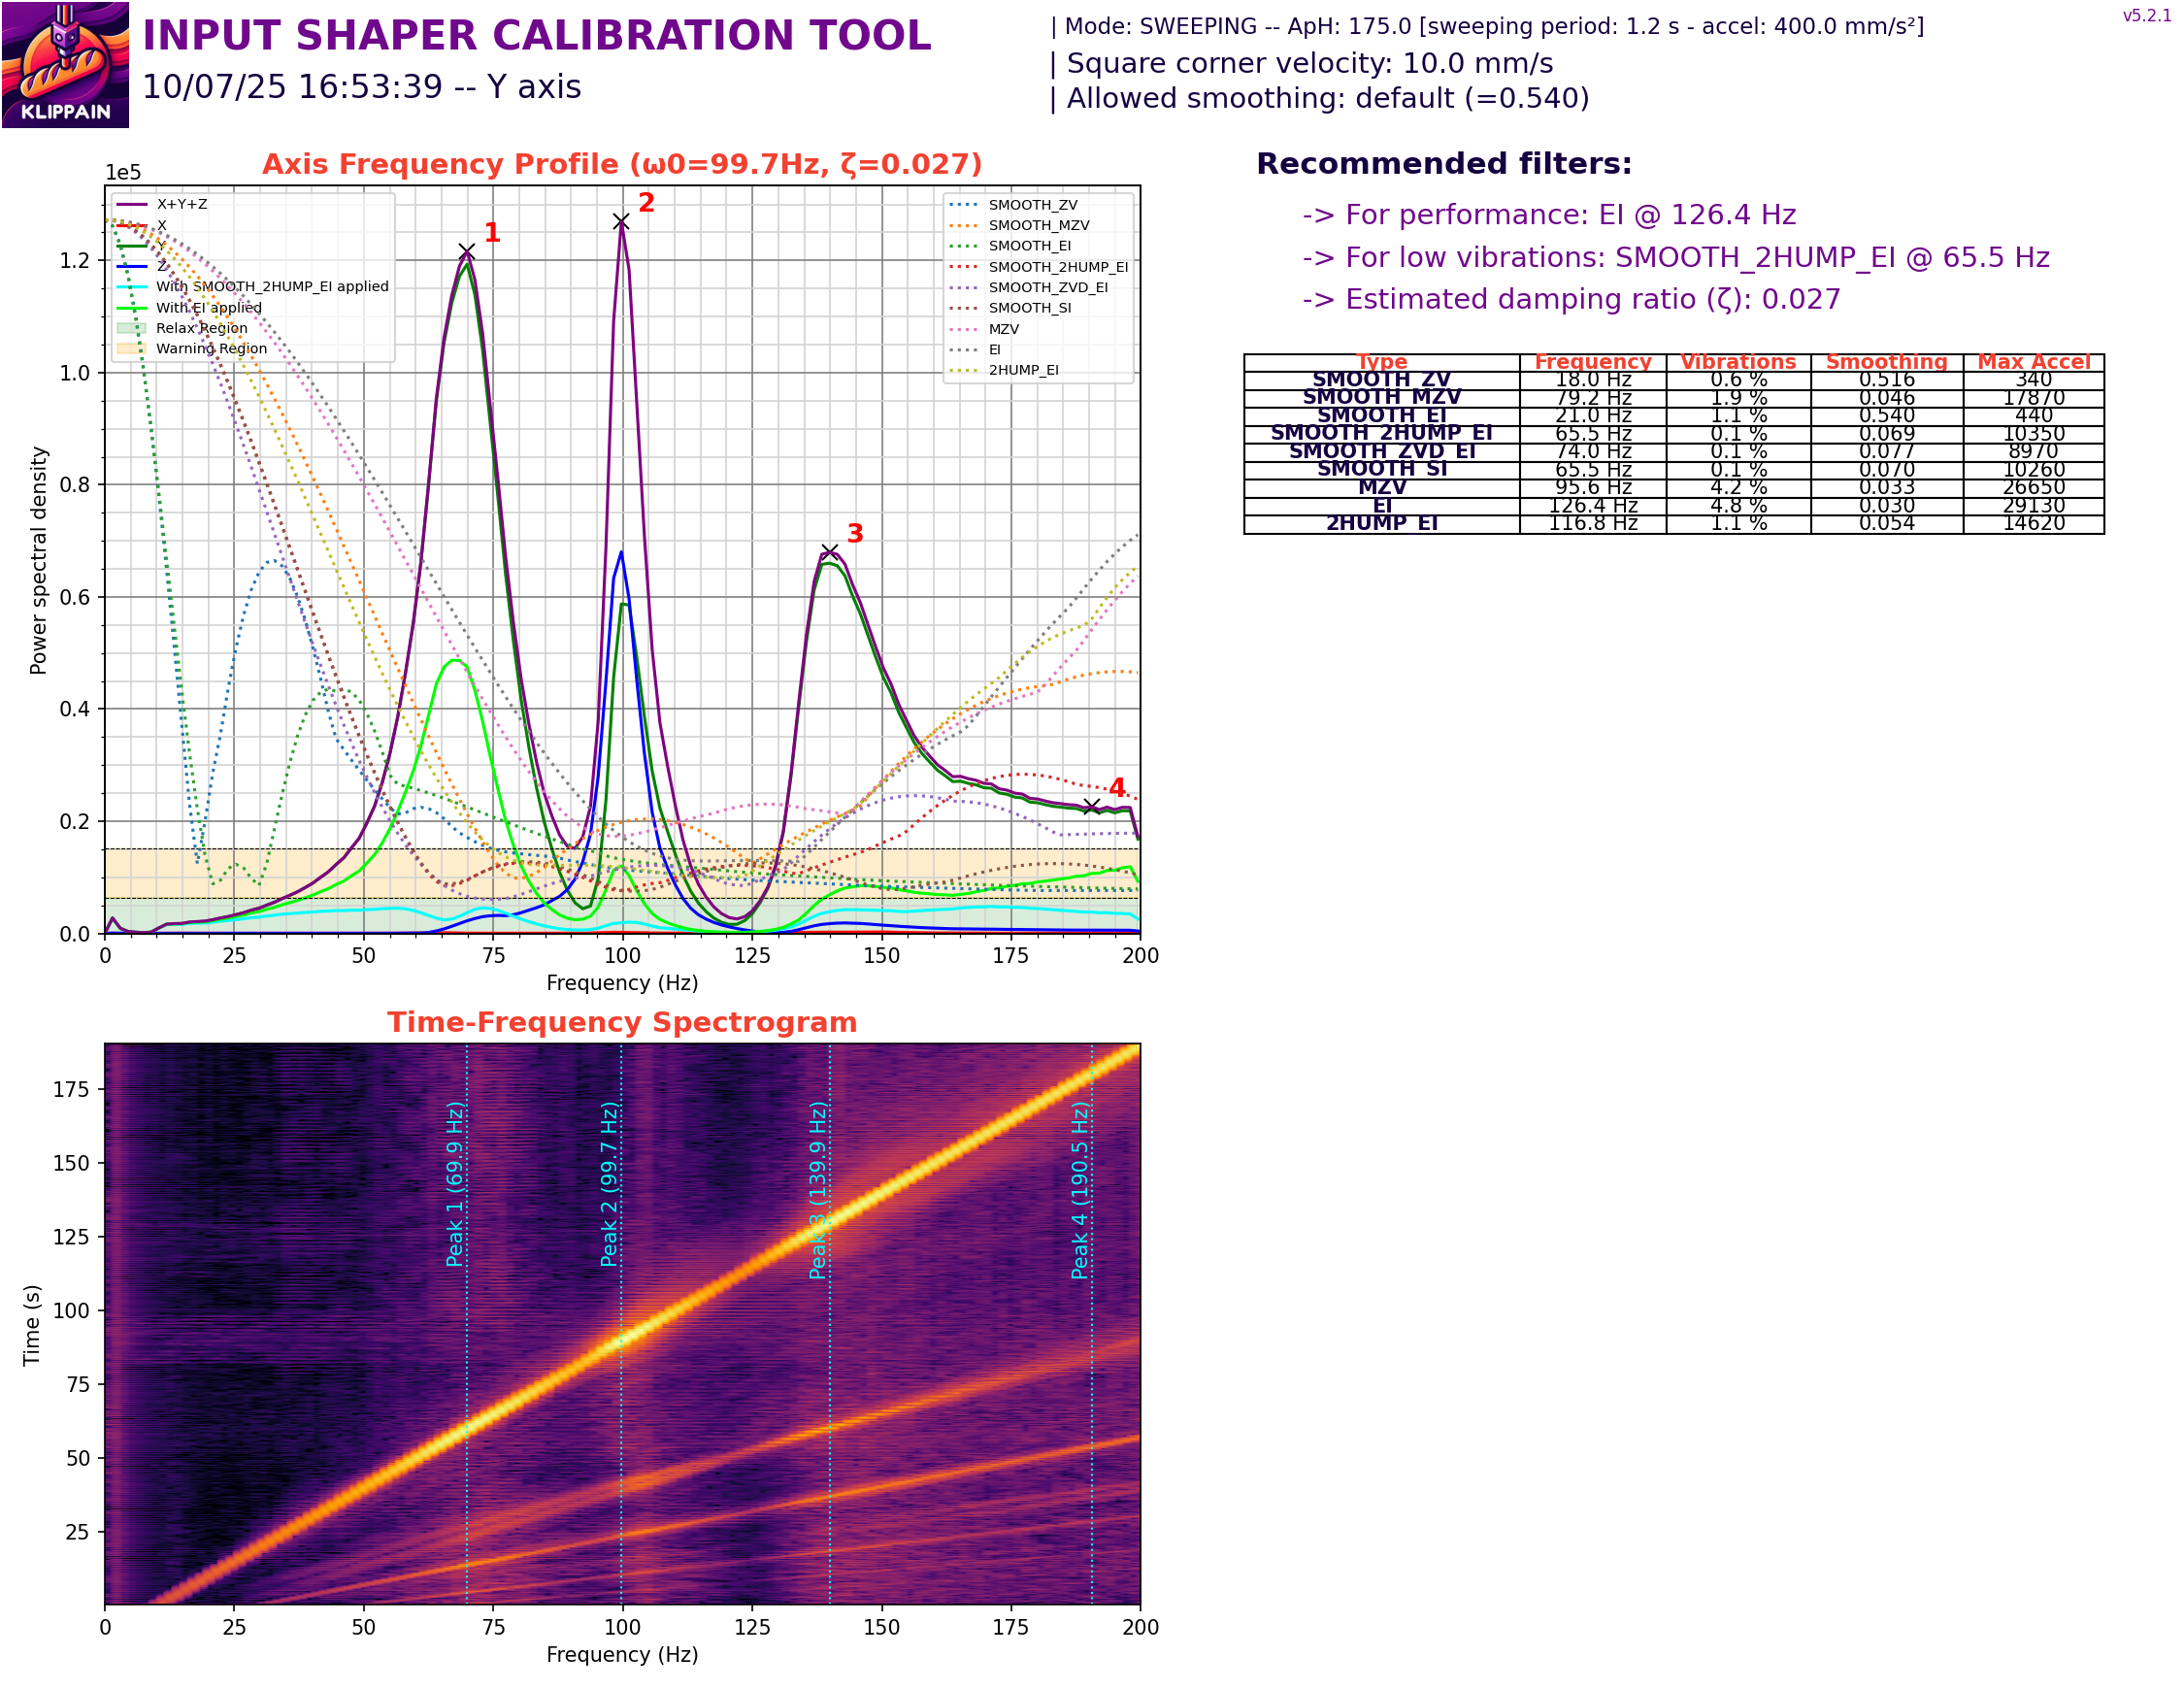 KLIPPAIN
INPUT SHAPER CALIBRATION TOOL
10/07/25 16:53:39 -- Y axis
| Mode: SWEEPING -- ApH: 175.0 [sweeping period: 1.2 s - accel: 400.0 mm/s²]
| Square corner velocity: 10.0 mm/s
| Allowed smoothing: default (=0.540)
v5.2.1
Axis Frequency Profile (ω0=99.7Hz, ζ=0.027)
1e5
X+Y+Z
X
Y
Z
With SMOOTH_2HUMP_EI applied
With EI applied
Relax Region
Warning Region
SMOOTH_ZV
SMOOTH_MZV
SMOOTH_EI
SMOOTH_2HUMP_EI
SMOOTH_ZVD_EI
SMOOTH_SI
MZV
EI
2HUMP_EI
1
2
3
4
1.2
1.0
0.8
0.6
0.4
0.2
0.0
Power spectral density
0 25 50 75 100 125 150 175 200
Frequency (Hz)
Recommended filters:
-> For performance: EI @ 126.4 Hz
-> For low vibrations: SMOOTH_2HUMP_EI @ 65.5 Hz
-> Estimated damping ratio (ζ): 0.027
Type Frequency Vibrations Smoothing Max Accel
SMOOTH_ZV 18.0 Hz 0.6 % 0.516 340
SMOOTH_MZV 79.2 Hz 1.9 % 0.046 17870
SMOOTH_EI 21.0 Hz 1.1 % 0.540 440
SMOOTH_2HUMP_EI 65.5 Hz 0.1 % 0.069 10350
SMOOTH_ZVD_EI 74.0 Hz 0.1 % 0.077 8970
SMOOTH_SI 65.5 Hz 0.1 % 0.070 10260
MZV 95.6 Hz 4.2 % 0.033 26650
EI 126.4 Hz 4.8 % 0.030 29130
2HUMP_EI 116.8 Hz 1.1 % 0.054 14620
Time-Frequency Spectrogram
175
150
125
100
75
50
25
Time (s)
Peak 1 (69.9 Hz)
Peak 2 (99.7 Hz)
Peak 3 (139.9 Hz)
Peak 4 (190.5 Hz)
0 25 50 75 100 125 150 175 200
Frequency (Hz)